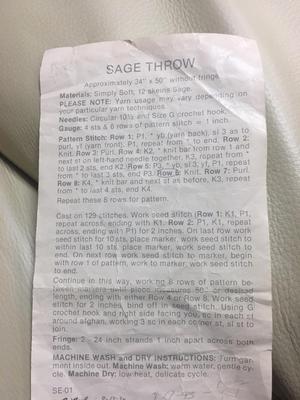 SAGE THROW
Approximately 34" x 50" without fringe
Materials: Simply Soft, 12 skeins Sage.
PLEASE NOTE: Yarn usage may vary depending on
your particular yarn techniques.
Needles: Circular 10½ and Size G crochet hook.
Gauge: 4 sts & 6 rows of pattern stitch = 1 inch.
Pattern Stitch: Row 1: P1, * yb (yarn back), sl 3 as to
purl, yf (yarn front), P1, repeat from * to end. Row 2:
Knit. Row 3: Purl. Row 4: K2, * knit bar from row 1 and
next st on left-hand needle together, K3, repeat from *
to last 2 sts, end K2. Row 5: P3, * yb, sl 3, yf, P1, repeat
from * to last 3 sts, end P3. Row 6: Knit. Row 7: Purl.
Row 8: K4, * knit bar and next st as before, K3, repeat
from * to last 4 sts, end K4.
Repeat these 8 rows for pattern.
Cast on 129 stitches. Work seed stitch (Row 1: K1, P1,
repeat across, ending with K1. Row 2: P1, K1, repeat
across, ending with P1) for 2 inches. On last row work
seed stitch for 10 sts, place marker, work seed stitch to
within last 10 sts, place marker, work seed stitch to
end. On next row work seed stitch to marker, begin
with row 1 of pattern, work to marker, work seed stitch
to end.
Continue in this way, working 8 rows of pattern be-
tween markers until piece measures 50" or desired
length, ending with either Row 4 or Row 8. Work seed
stitch for 2 inches, bind off in seed stitch. Using G
crochet hook and right side facing you, sc in each st
around afghan, working 3 sc in each corner st, sl st to
join.
Fringe: 2 - 24 inch strands 1 inch apart across both
ends.
MACHINE WASH and DRY INSTRUCTIONS: Turn gar-
ment inside out. Machine Wash: warm water, gentle cy-
cle. Machine Dry: low heat, delicate cycle.
SE-01